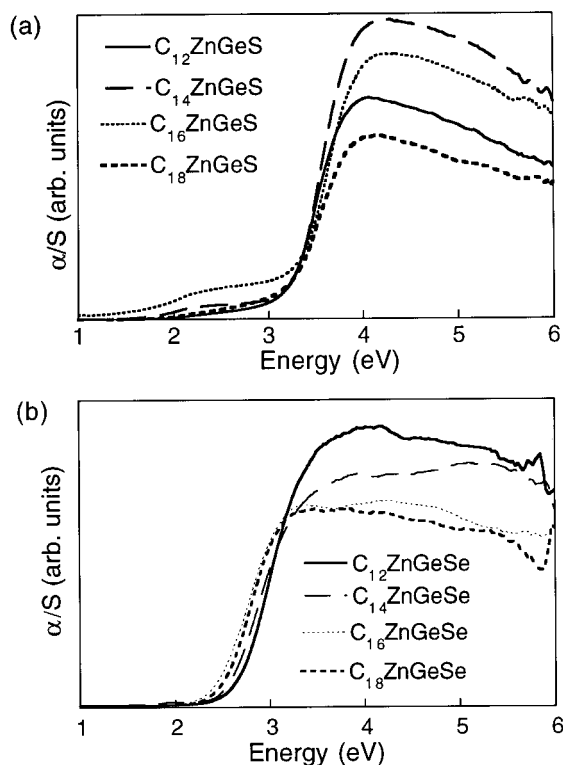 (a)
C₁₂ZnGeS
C₁₄ZnGeS
C₁₆ZnGeS
C₁₈ZnGeS
α/S (arb. units)
1 2 3 4 5 6
Energy (eV)
(b)
C₁₂ZnGeSe
C₁₄ZnGeSe
C₁₆ZnGeSe
C₁₈ZnGeSe
α/S (arb. units)
1 2 3 4 5 6
Energy (eV)